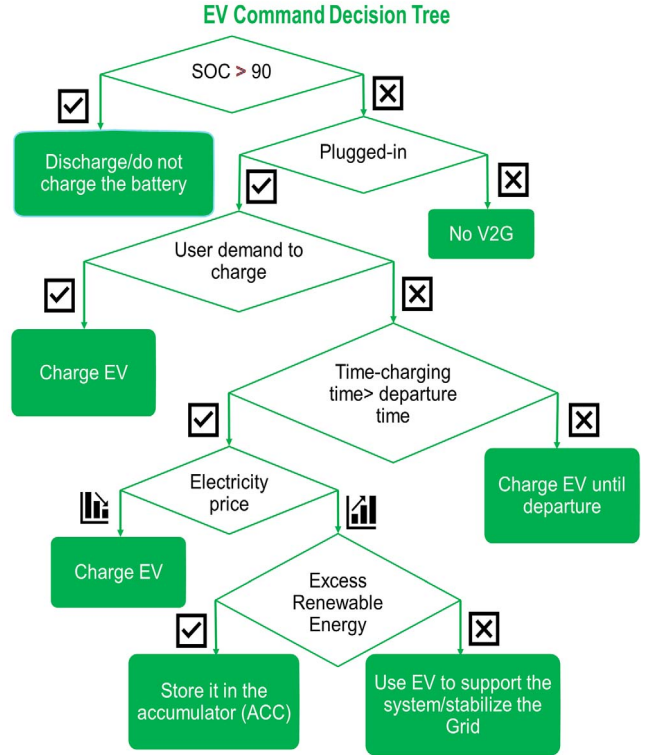 EV Command Decision Tree
SOC > 90
Plugged-in
Discharge/do not
charge the battery
No V2G
User demand to
charge
Charge EV
Time-charging
time> departure
time
Electricity
price
Charge EV until
departure
Charge EV
Excess
Renewable
Energy
Store it in the
accumulator (ACC)
Use EV to support the
system/stabilize the
Grid